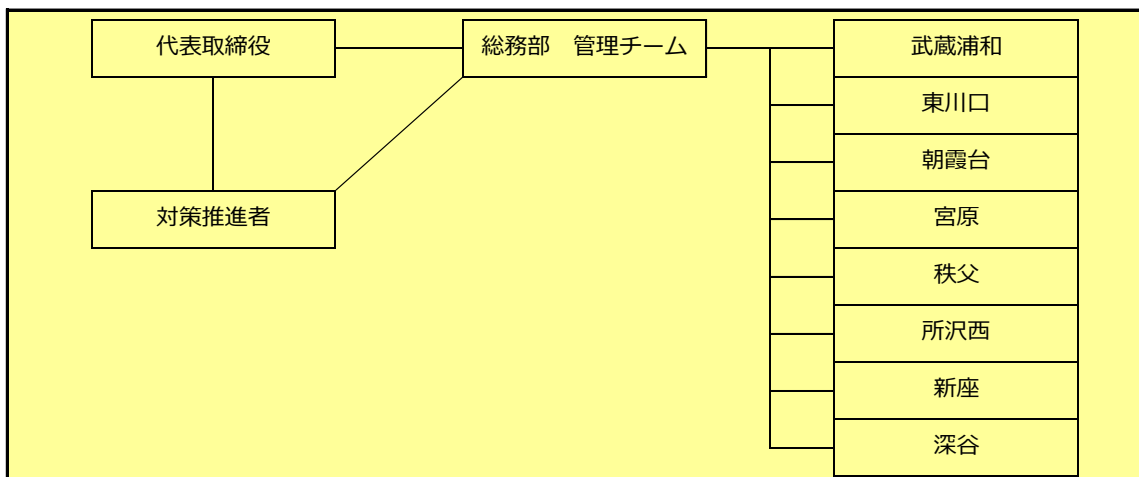 代表取締役
総務部　管理チーム
対策推進者
武蔵浦和
東川口
朝霞台
宮原
秩父
所沢西
新座
深谷